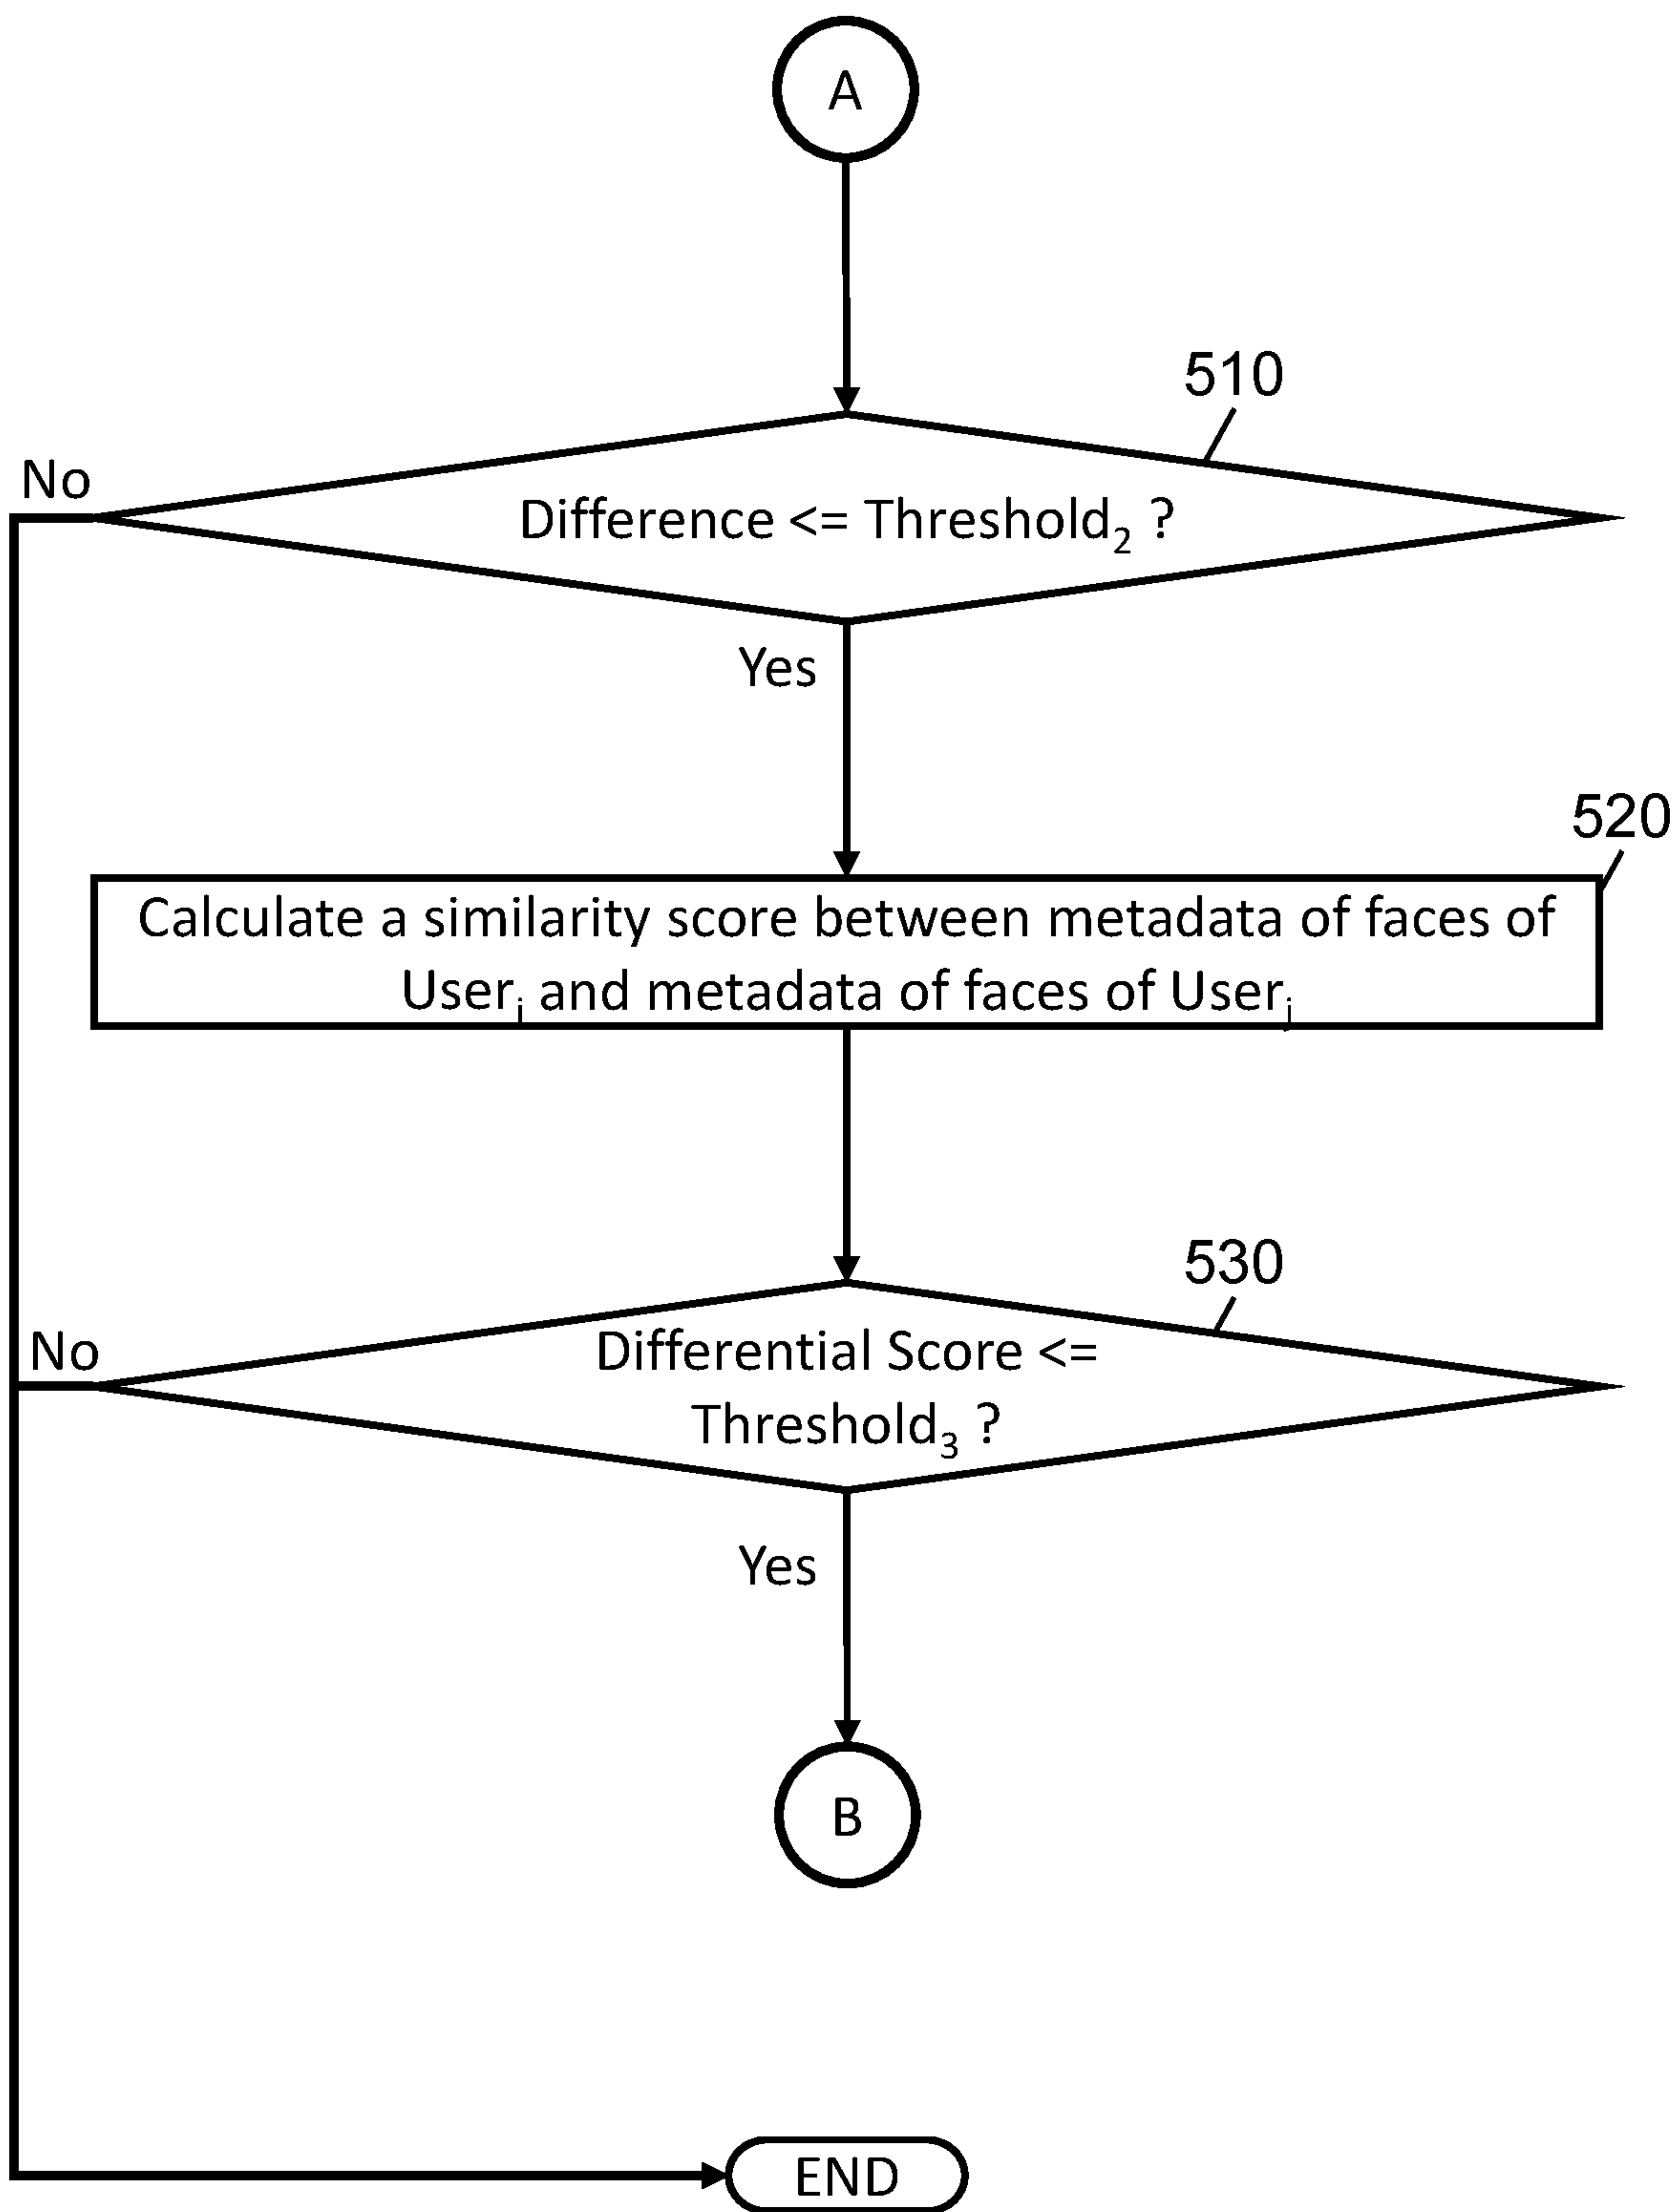 A
510
No
Difference <= Threshold₂ ?
Yes
520
Calculate a similarity score between metadata of faces of
Userᵢ and metadata of faces of Userⱼ
530
No
Differential Score <=
Threshold₃ ?
Yes
B
END